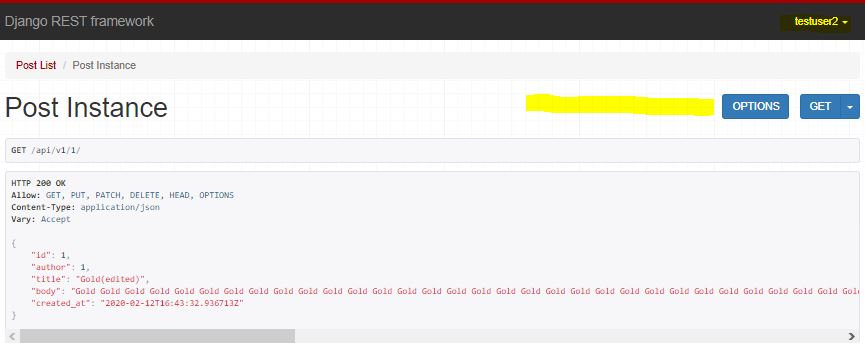 Django REST framework
testuser2
Post List / Post Instance
Post Instance
OPTIONS
GET
GET /api/v1/1/
HTTP 200 OK
Allow: GET, PUT, PATCH, DELETE, HEAD, OPTIONS
Content-Type: application/json
Vary: Accept
{
"id": 1,
"author": 1,
"title": "Gold(edited)",
"body": "Gold Gold Gold Gold Gold Gold Gold Gold Gold Gold Gold Gold Gold Gold Gold Gold Gold Gold Gold Gold Gold Gold Gold Gold Gold Gold Gold Gold Gold Gold Gold Gold
"created_at": "2020-02-12T16:43:32.936713Z"
}